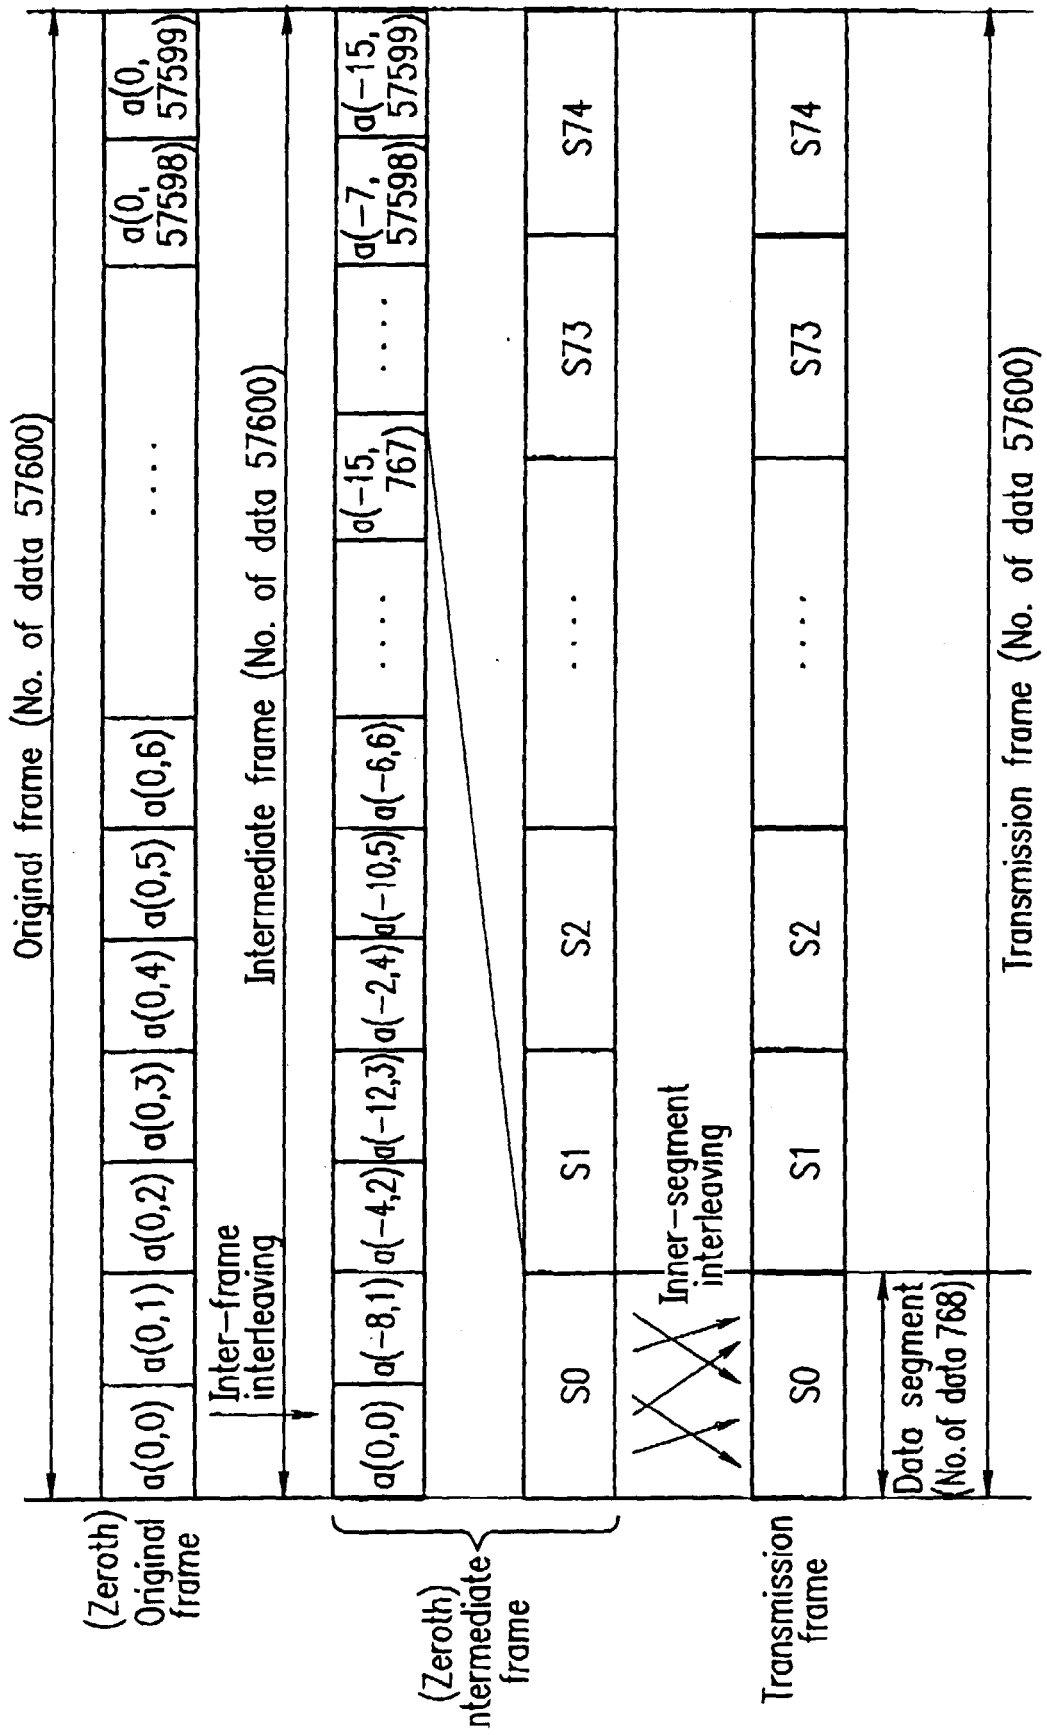 Original frame (No. of data 57600)
(Zeroth)
Original
frame
a(0,0)
a(0,1)
a(0,2)
a(0,3)
a(0,4)
a(0,5)
a(0,6)
....
a(0,
57598)
a(0,
57599)
Inter-frame
interleaving
Intermediate frame (No. of data 57600)
(Zeroth)
ntermediate
frame
a(0,0)
a(-8,1)
a(-4,2)
a(-12,3)
a(-2,4)
a(-10,5)
a(-6,6)
....
a(-15,
767)
....
a(-7,
57598)
a(-15,
57599)
S0
S1
S2
....
S73
S74
Inner-segment
interleaving
Transmission
frame
S0
S1
S2
....
S73
S74
Data segment
(No. of data 768)
Transmission frame (No. of data 57600)